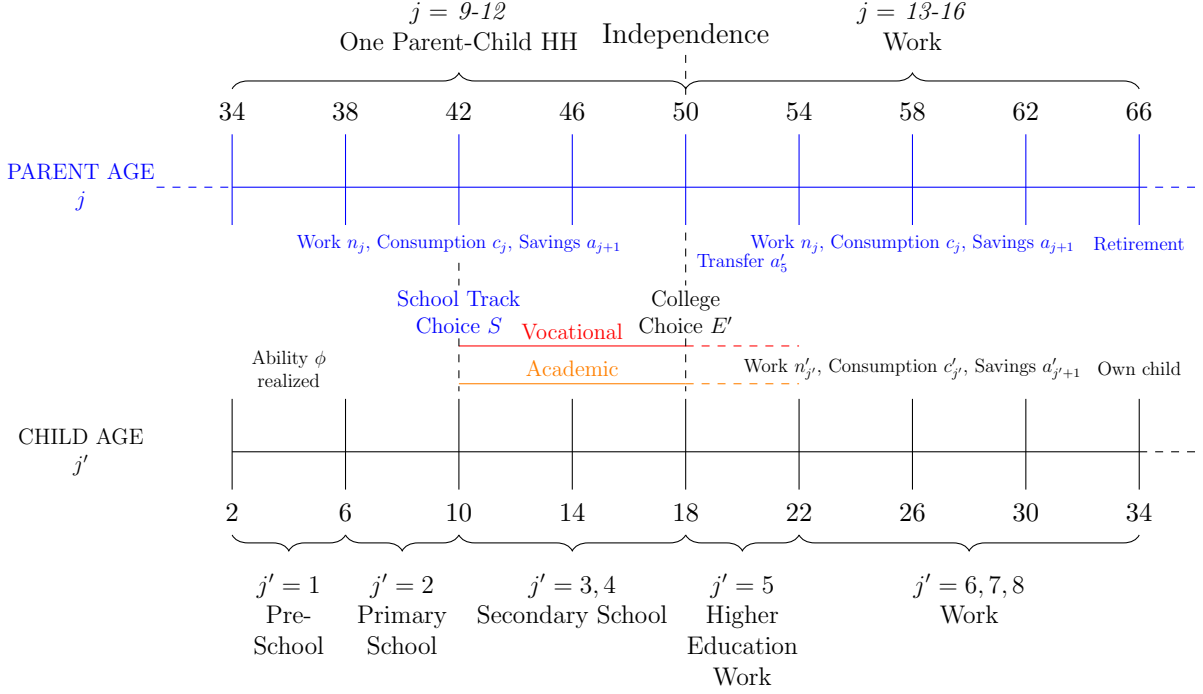 j = 9-12
One Parent-Child HH
Independence
j = 13-16
Work
34 38 42 46 50 54 58 62 66
PARENT AGE
j
Work n_j, Consumption c_j, Savings a_{j+1}
Transfer a'_5
Work n_j, Consumption c_j, Savings a_{j+1}
Retirement
School Track
Choice S
College
Choice E'
Vocational
Academic
Ability ϕ
realized
Work n'_{j'}, Consumption c'_{j'}, Savings a'_{j'+1}
Own child
CHILD AGE
j'
2 6 10 14 18 22 26 30 34
j' = 1
Pre-
School
j' = 2
Primary
School
j' = 3, 4
Secondary School
j' = 5
Higher
Education
Work
j' = 6, 7, 8
Work